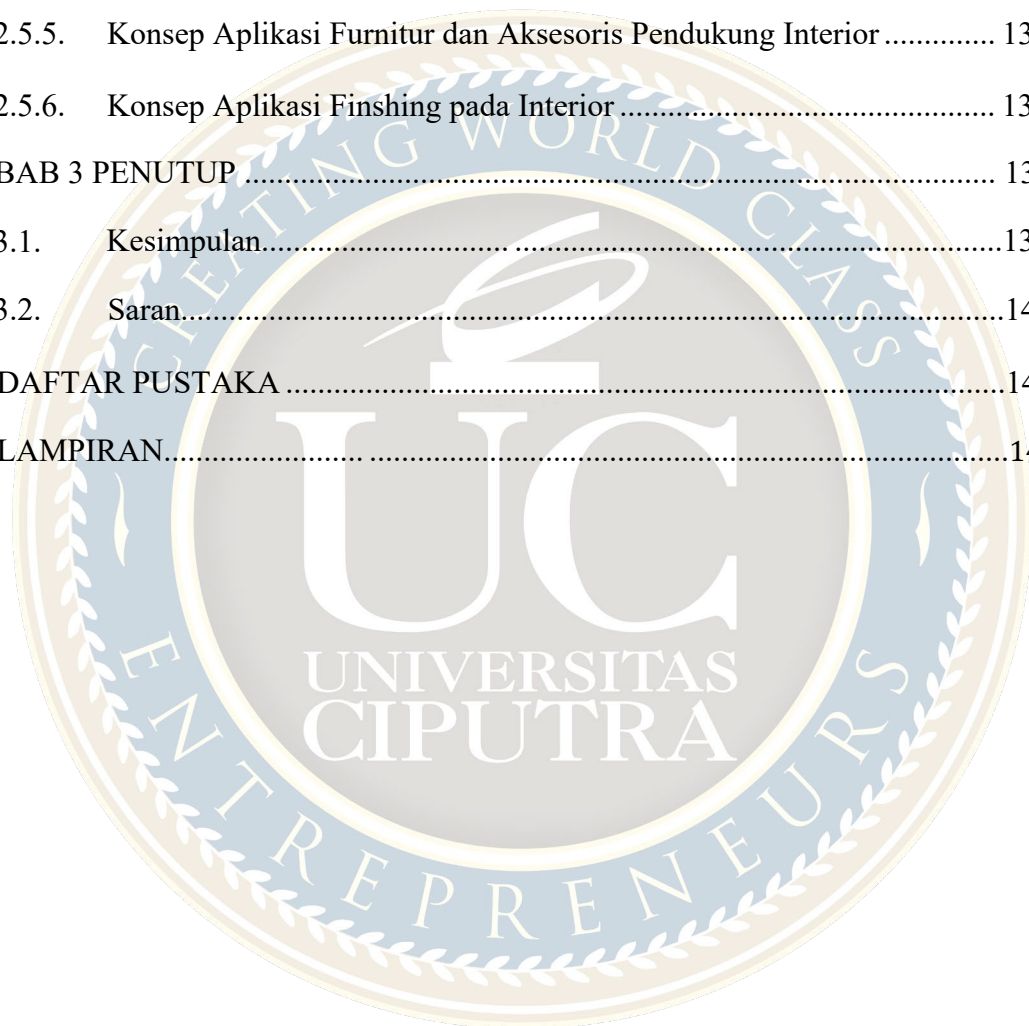 2.5.5. Konsep Aplikasi Furnitur dan Aksesoris Pendukung Interior .............. 13
2.5.6. Konsep Aplikasi Finshing pada Interior ............................................... 13
BAB 3 PENUTUP ............................................................................................... 13
3.1. Kesimpulan.................................. .............................................................13
3.2. Saran.......................................................................................................14
DAFTAR PUSTAKA ..........................................................................................14
LAMPIRAN......................... ................................................................................14
CREATING WORLD CLASS
UC
UNIVERSITAS
CIPUTRA
ENTREPRENEURS